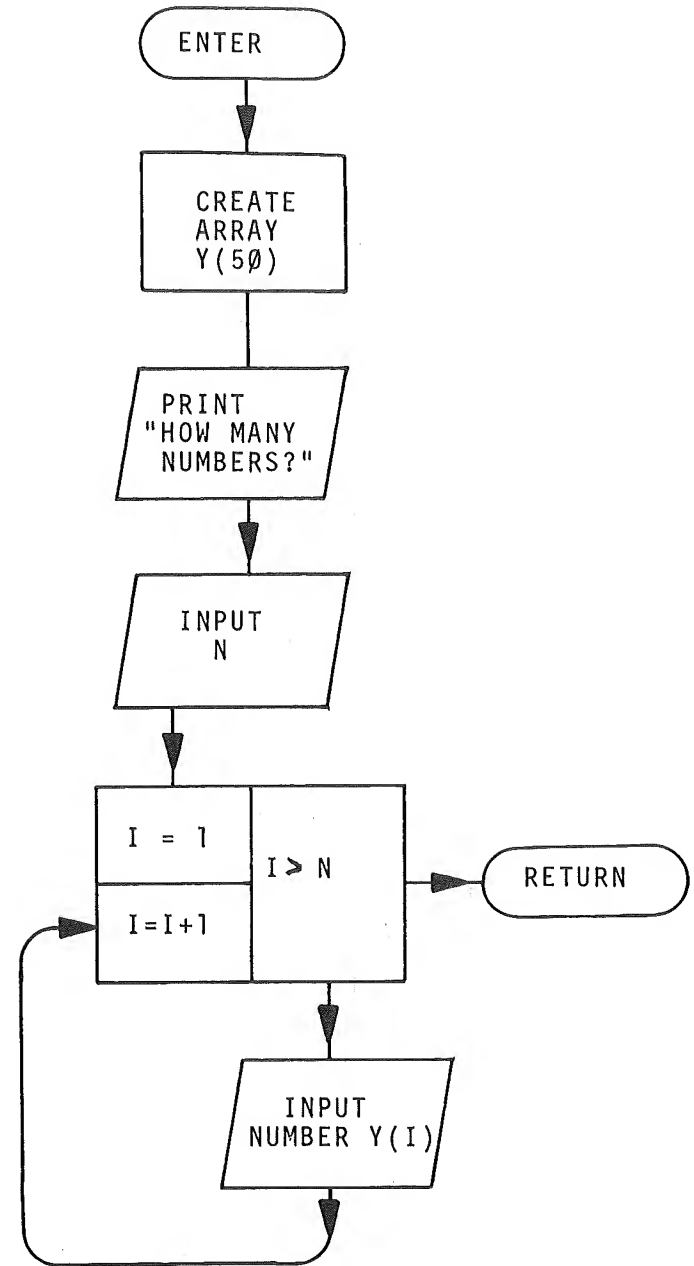 ENTER
CREATE
ARRAY
Y(5Ø)
PRINT
"HOW MANY
NUMBERS?"
INPUT
N
I = 1
I > N
I=I+1
RETURN
INPUT
NUMBER Y(I)